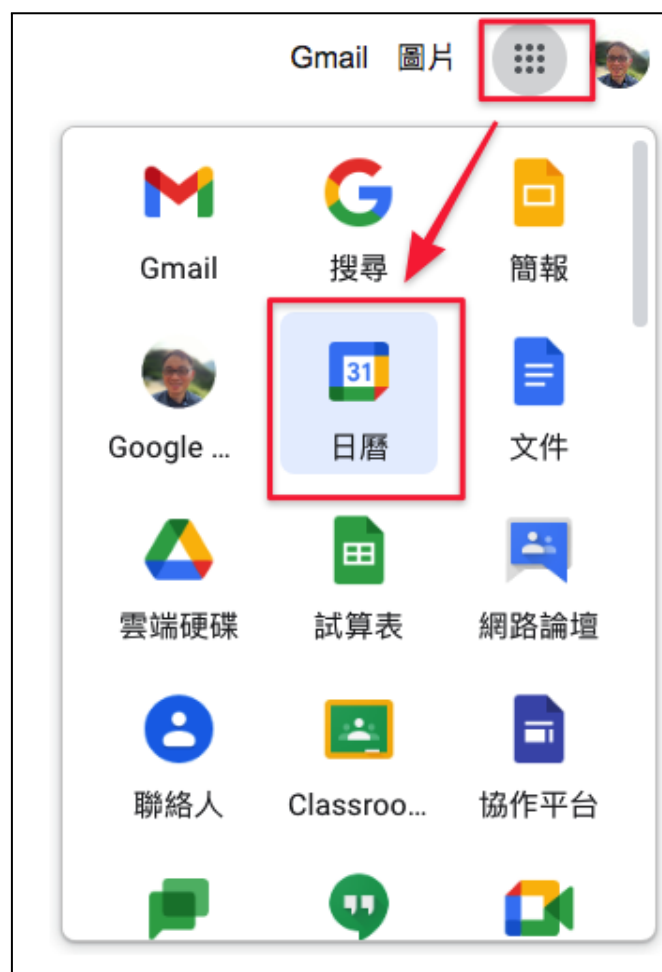 Gmail 圖片
Gmail 搜尋 簡報
31
Google ... 日曆 文件
雲端硬碟 試算表 網路論壇
聯絡人 Classroo... 協作平台